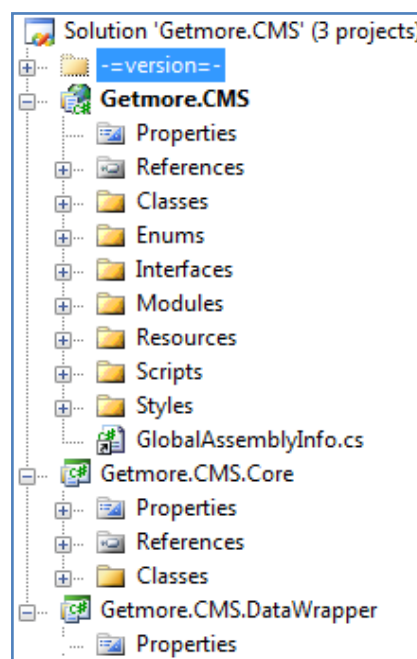 Solution 'Getmore.CMS' (3 projects)
-=version=-
Getmore.CMS
Properties
References
Classes
Enums
Interfaces
Modules
Resources
Scripts
Styles
GlobalAssemblyInfo.cs
Getmore.CMS.Core
Properties
References
Classes
Getmore.CMS.DataWrapper
Properties